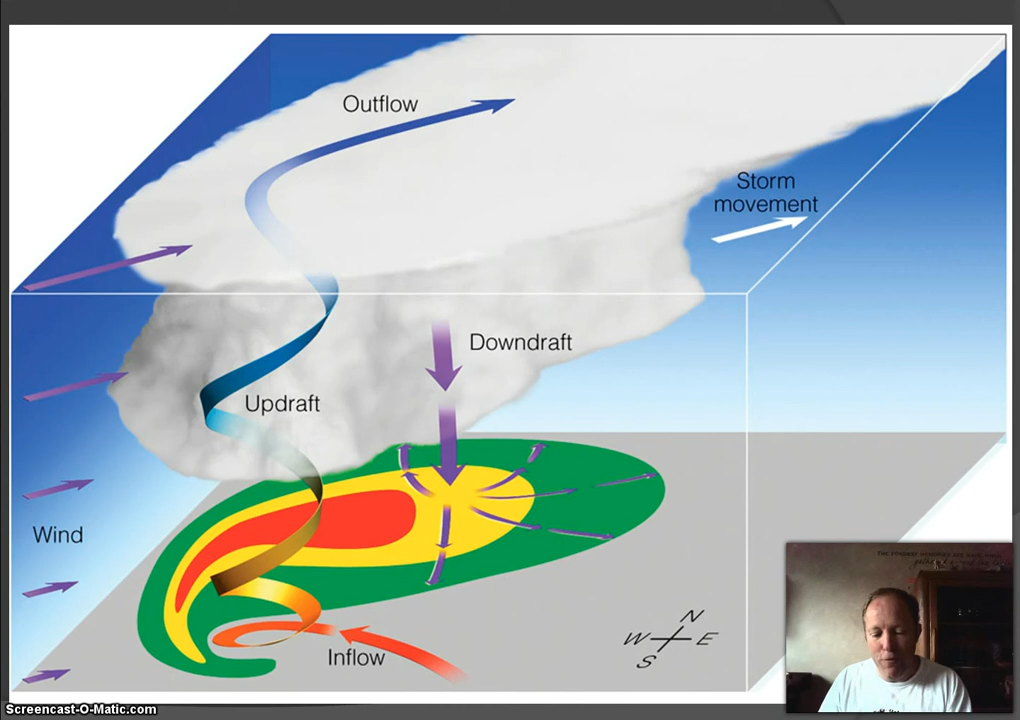 Outflow
Storm
movement
Downdraft
Updraft
Wind
Inflow
N
W E
S
Screencast-O-Matic.com